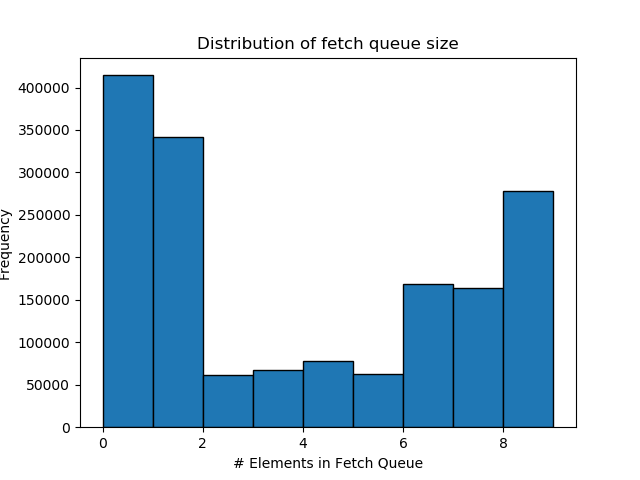 Distribution of fetch queue size
400000
350000
300000
250000
200000
150000
100000
50000
0
Frequency
0 2 4 6 8
# Elements in Fetch Queue